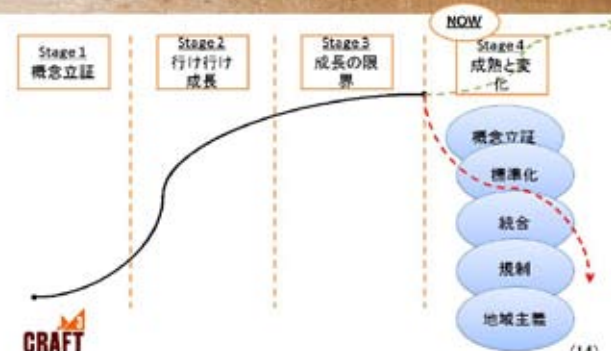 NOW
Stage 1
概念立証
Stage 2
行け行け
成長
Stage 3
成長の限
界
Stage 4
成熟と変
化
概念立証
標準化
統合
規制
地域主義
CRAFT
(14)